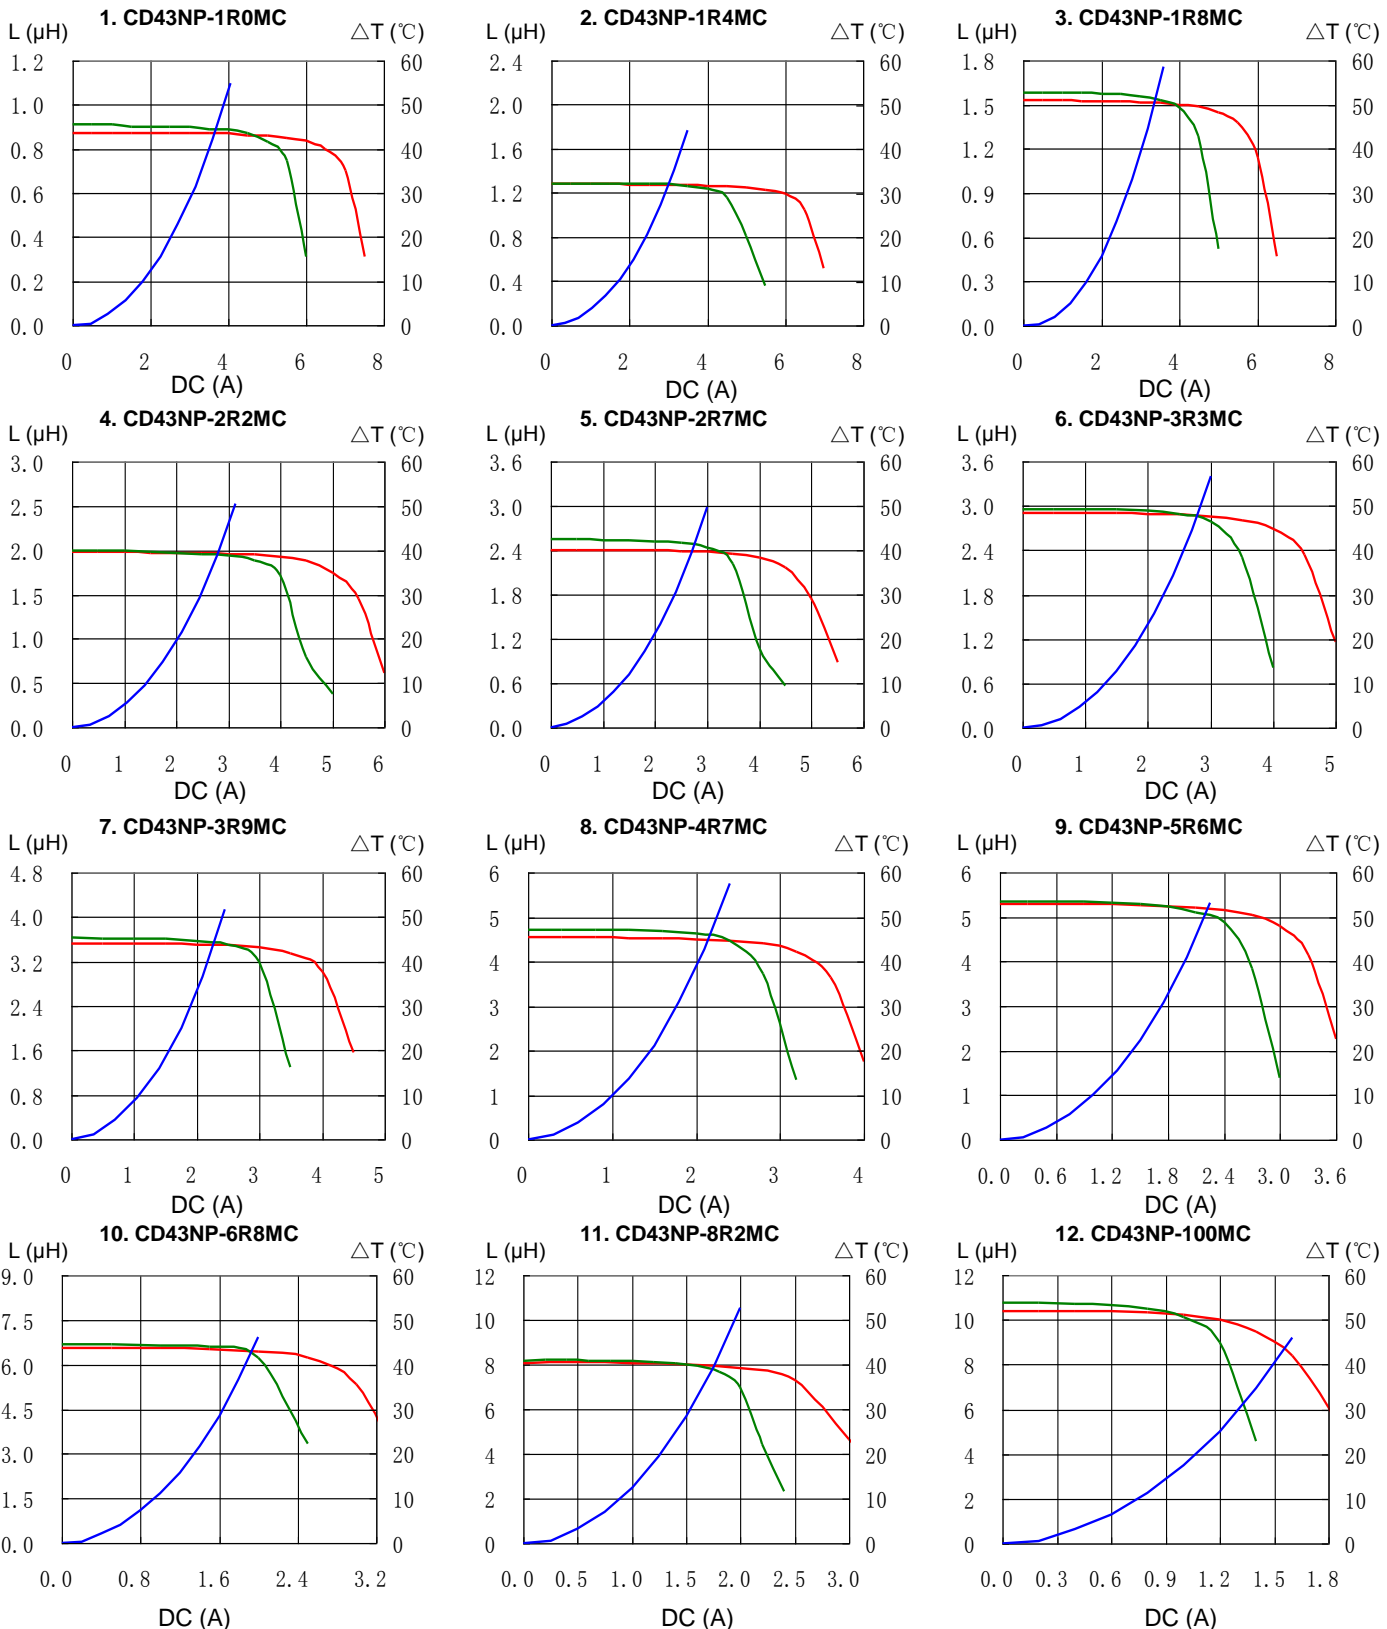 1. CD43NP-1R0MC 2. CD43NP-1R4MC 3. CD43NP-1R8MC
L (µH) △T (℃) L (µH) △T (℃) L (µH) △T (℃)
1.2 60 2.4 60 1.8 60
1.0 50 2.0 50 1.5 50
0.8 40 1.6 40 1.2 40
0.6 30 1.2 30 0.9 30
0.4 20 0.8 20 0.6 20
0.2 10 0.4 10 0.3 10
0.0 0 0.0 0 0.0 0
0 2 4 6 8 0 2 4 6 8 0 2 4 6 8
DC (A) DC (A) DC (A)
4. CD43NP-2R2MC 5. CD43NP-2R7MC 6. CD43NP-3R3MC
L (µH) △T (℃) L (µH) △T (℃) L (µH) △T (℃)
3.0 60 3.6 60 3.6 60
2.5 50 3.0 50 3.0 50
2.0 40 2.4 40 2.4 40
1.5 30 1.8 30 1.8 30
1.0 20 1.2 20 1.2 20
0.5 10 0.6 10 0.6 10
0.0 0 0.0 0 0.0 0
0 1 2 3 4 5 6 0 1 2 3 4 5 6 0 1 2 3 4 5
DC (A) DC (A) DC (A)
7. CD43NP-3R9MC 8. CD43NP-4R7MC 9. CD43NP-5R6MC
L (µH) △T (℃) L (µH) △T (℃) L (µH) △T (℃)
4.8 60 6 60 6 60
4.0 50 5 50 5 50
3.2 40 4 40 4 40
2.4 30 3 30 3 30
1.6 20 2 20 2 20
0.8 10 1 10 1 10
0.0 0 0 0 0 0
0 1 2 3 4 5 0 1 2 3 4 0.0 0.6 1.2 1.8 2.4 3.0 3.6
DC (A) DC (A) DC (A)
10. CD43NP-6R8MC 11. CD43NP-8R2MC 12. CD43NP-100MC
L (µH) △T (℃) L (µH) △T (℃) L (µH) △T (℃)
9.0 60 12 60 12 60
7.5 50 10 50 10 50
6.0 40 8 40 8 40
4.5 30 6 30 6 30
3.0 20 4 20 4 20
1.5 10 2 10 2 10
0.0 0 0 0 0 0
0.0 0.8 1.6 2.4 3.2 0.0 0.5 1.0 1.5 2.0 2.5 3.0 0.0 0.3 0.6 0.9 1.2 1.5 1.8
DC (A) DC (A) DC (A)